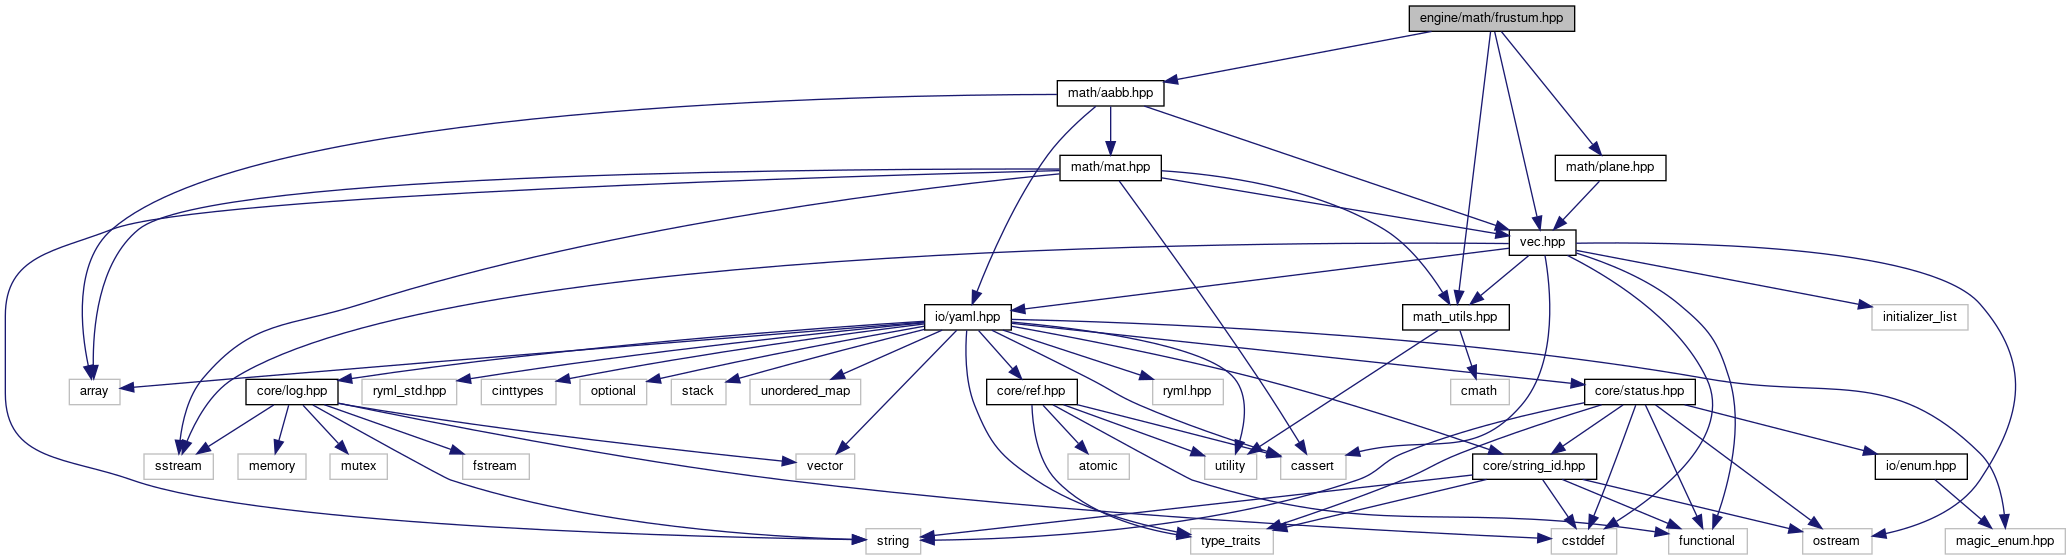 engine/math/frustum.hpp
math/aabb.hpp
math/mat.hpp
math/plane.hpp
vec.hpp
io/yaml.hpp
math_utils.hpp
initializer_list
array
core/log.hpp
ryml_std.hpp
cinttypes
optional
stack
unordered_map
core/ref.hpp
ryml.hpp
cmath
core/status.hpp
sstream
memory
mutex
fstream
vector
atomic
utility
cassert
core/string_id.hpp
io/enum.hpp
string
type_traits
cstddef
functional
ostream
magic_enum.hpp